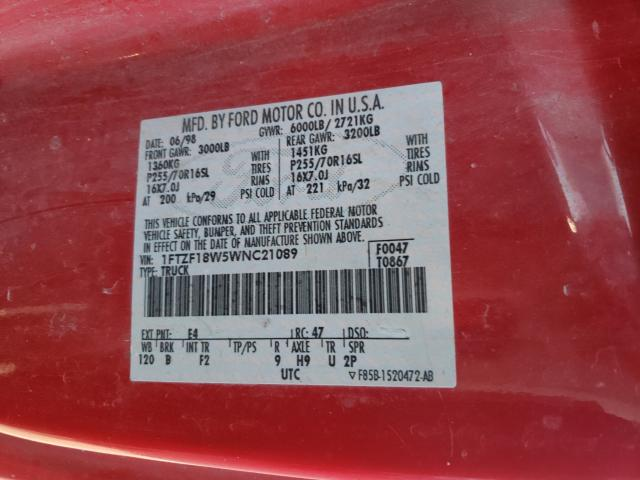 MFD. BY FORD MOTOR CO. IN U.S.A.
DATE: 06/98 GVWR: 6000LB/ 2721KG
FRONT GAWR: 3000LB REAR GAWR: 3200LB
1360KG WITH 1451KG WITH
P255/70R16SL TIRES P255/70R16SL TIRES
16X7.0J RIMS 16X7.0J RIMS
AT 200 kPa/29 PSI COLD AT 221 kPa/32 PSI COLD
THIS VEHICLE CONFORMS TO ALL APPLICABLE FEDERAL MOTOR
VEHICLE SAFETY, BUMPER, AND THEFT PREVENTION STANDARDS
IN EFFECT ON THE DATE OF MANUFACTURE SHOWN ABOVE.
VIN: 1FTZF18W5WNC21089 F0047
TYPE: TRUCK T0867
EXT PNT: E4 RC: 47 DSO:
WB BRK INT TR TP/PS R AXLE TR SPR
120 B F2 9 H9 U 2P
UTC ▽ F85B-1520472-AB